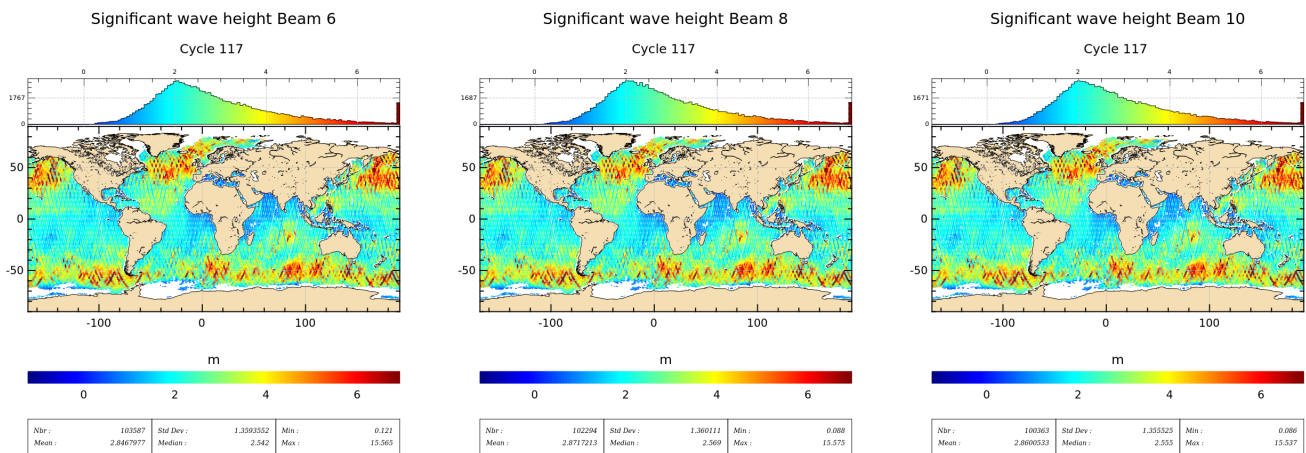 Significant wave height Beam 6
Cycle 117
0 2 4 6
1767
0
50
0
-50
-100 0 100
m
0 2 4 6
Nbr : 103587 Std Dev : 1.3593552 Min : 0.121
Mean : 2.8467977 Median : 2.542 Max : 15.565
Significant wave height Beam 8
Cycle 117
0 2 4 6
1687
0
50
0
-50
-100 0 100
m
0 2 4 6
Nbr : 102294 Std Dev : 1.360111 Min : 0.088
Mean : 2.8717213 Median : 2.569 Max : 15.575
Significant wave height Beam 10
Cycle 117
0 2 4 6
1671
0
50
0
-50
-100 0 100
m
0 2 4 6
Nbr : 100363 Std Dev : 1.355525 Min : 0.086
Mean : 2.8600533 Median : 2.555 Max : 15.537